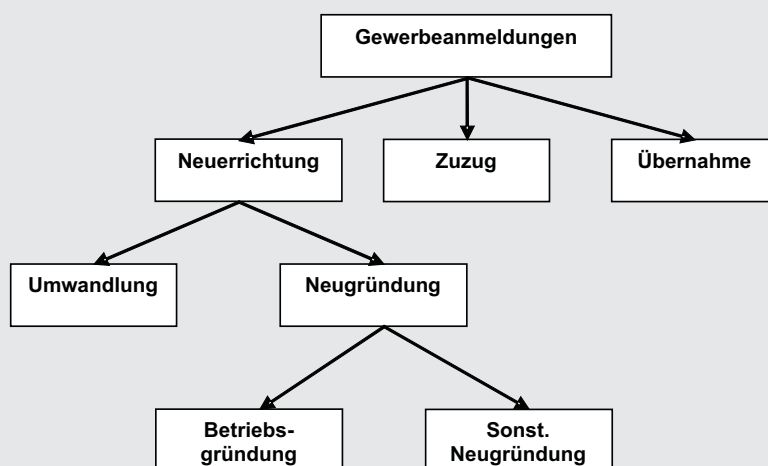 Gewerbeanmeldungen
Neuerrichtung
Zuzug
Übernahme
Umwandlung
Neugründung
Betriebs-
gründung
Sonst.
Neugründung